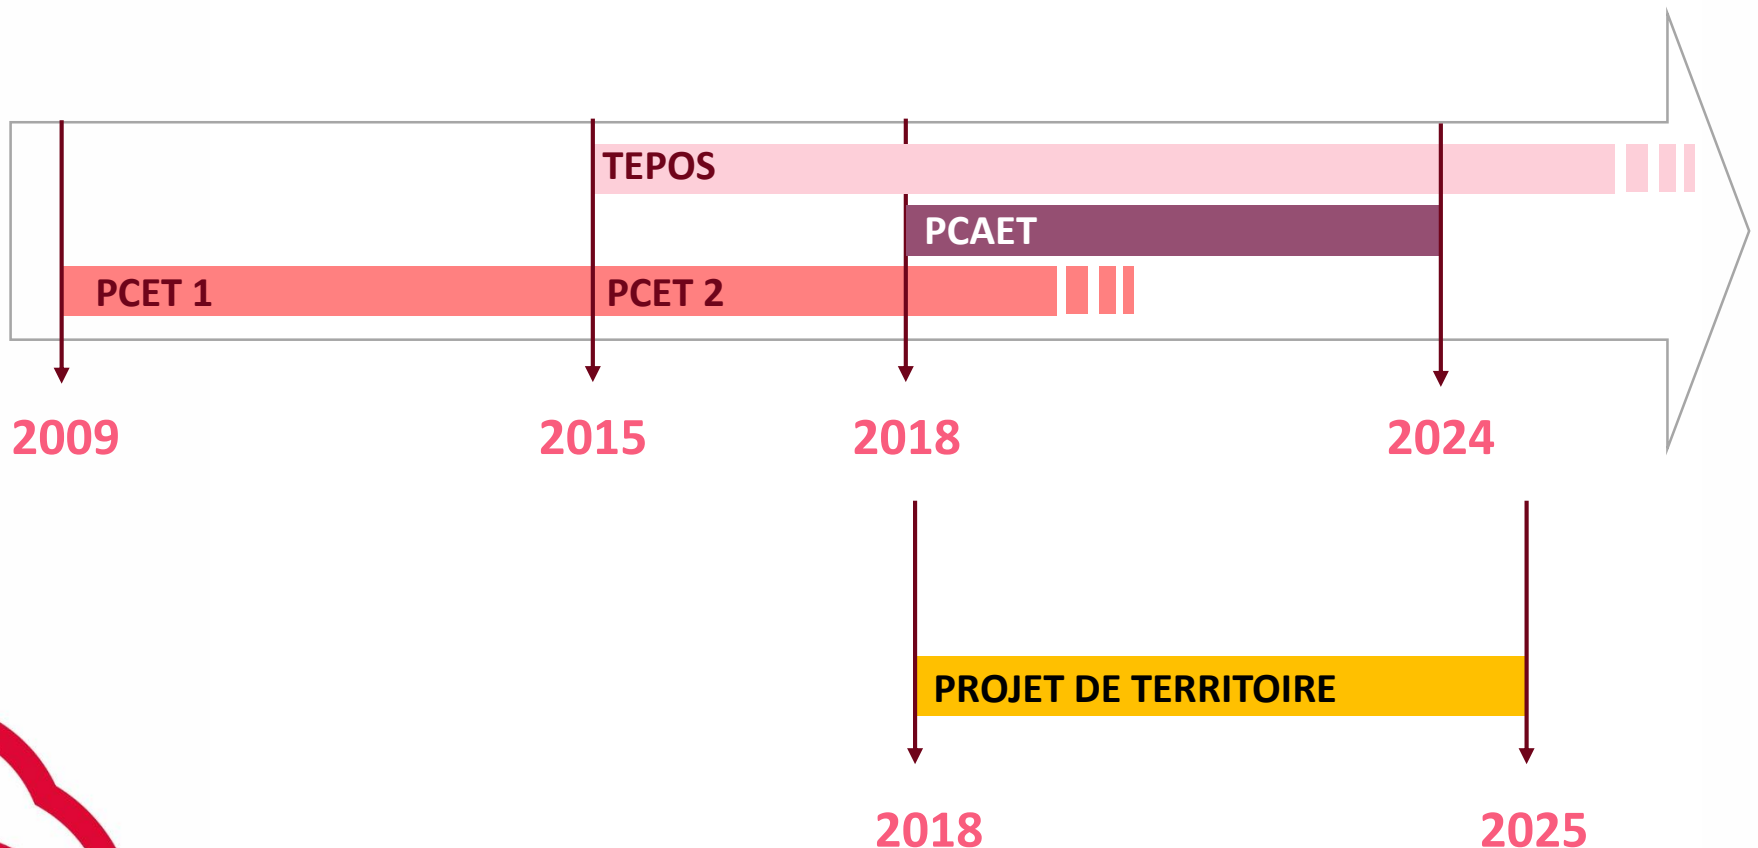 TEPOS
PCAET
PCET 1 PCET 2
2009 2015 2018 2024
PROJET DE TERRITOIRE
2018 2025